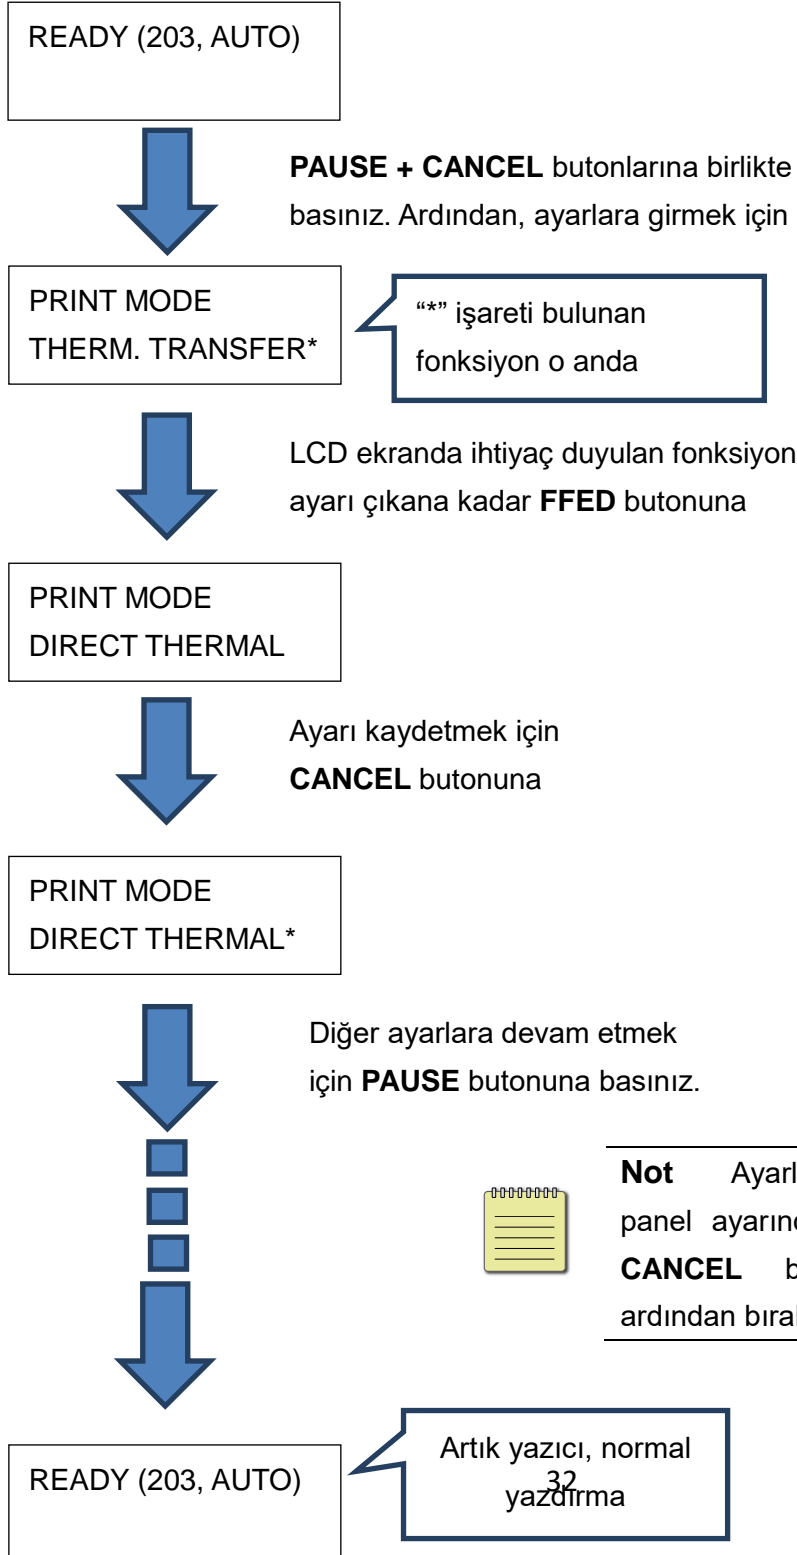 READY (203, AUTO)
PAUSE + CANCEL butonlarına birlikte
basınız. Ardından, ayarlara girmek için
PRINT MODE
THERM. TRANSFER*
“*” işareti bulunan
fonksiyon o anda
LCD ekranda ihtiyaç duyulan fonksiyon
ayarı çıkana kadar FFED butonuna
PRINT MODE
DIRECT THERMAL
Ayarı kaydetmek için
CANCEL butonuna
PRINT MODE
DIRECT THERMAL*
Diğer ayarlara devam etmek
için PAUSE butonuna basınız.
Not Ayarl
panel ayarınd
CANCEL b
ardından bıral
READY (203, AUTO)
Artık yazıcı, normal
yazdırma
32